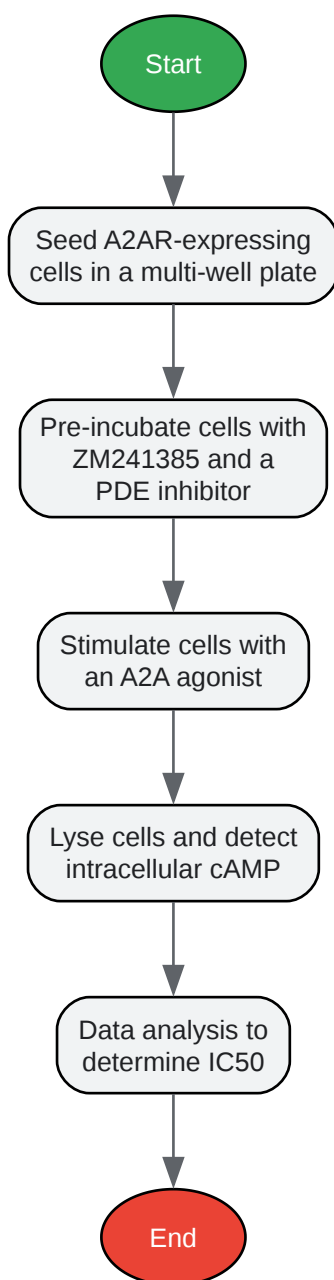 Start
Seed A2AR-expressing
cells in a multi-well plate
Pre-incubate cells with
ZM241385 and a
PDE inhibitor
Stimulate cells with
an A2A agonist
Lyse cells and detect
intracellular cAMP
Data analysis to
determine IC50
End